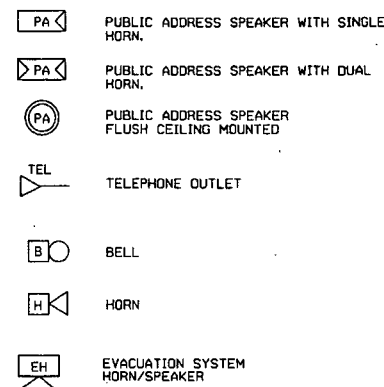 PA PUBLIC ADDRESS SPEAKER WITH SINGLE
HORN.
PA PUBLIC ADDRESS SPEAKER WITH DUAL
HORN.
PA PUBLIC ADDRESS SPEAKER
FLUSH CEILING MOUNTED
TEL
TELEPHONE OUTLET
B BELL
H HORN
EH EVACUATION SYSTEM
HORN/SPEAKER